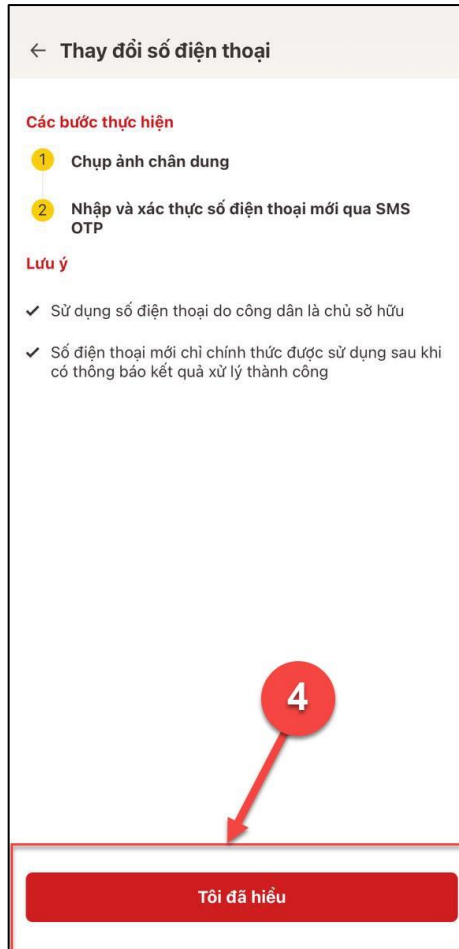 ← Thay đổi số điện thoại
Các bước thực hiện
1 Chụp ảnh chân dung
2 Nhập và xác thực số điện thoại mới qua SMS
OTP
Lưu ý
✓ Sử dụng số điện thoại do công dân là chủ sở hữu
✓ Số điện thoại mới chỉ chính thức được sử dụng sau khi
có thông báo kết quả xử lý thành công
4
Tôi đã hiểu